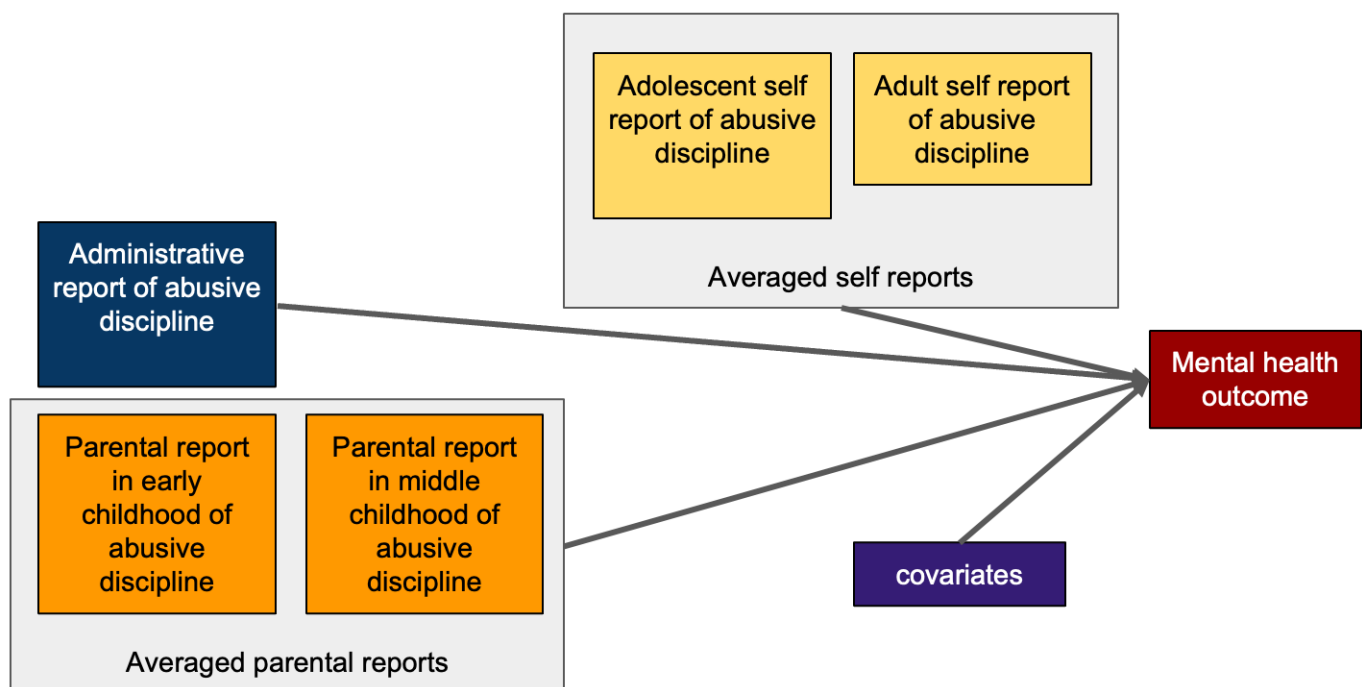 Adolescent self
report of abusive
discipline
Adult self report
of abusive
discipline
Averaged self reports
Administrative
report of abusive
discipline
Mental health
outcome
Parental report
in early
childhood of
abusive
discipline
Parental report
in middle
childhood of
abusive
discipline
Averaged parental reports
covariates